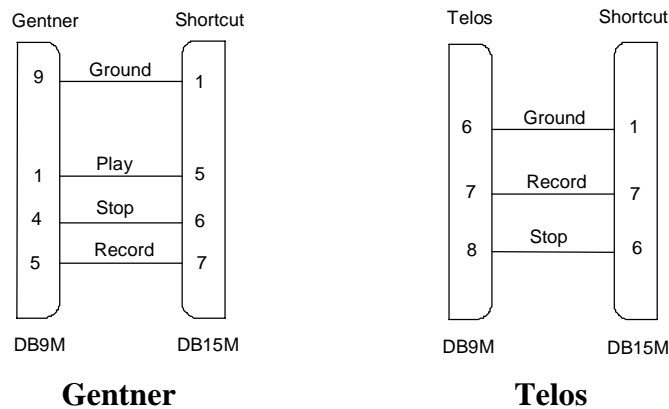 Gentner Shortcut
9 Ground 1
1 Play 5
4 Stop 6
5 Record 7
DB9M DB15M
Gentner
Telos Shortcut
6 Ground 1
7 Record 7
8 Stop 6
DB9M DB15M
Telos